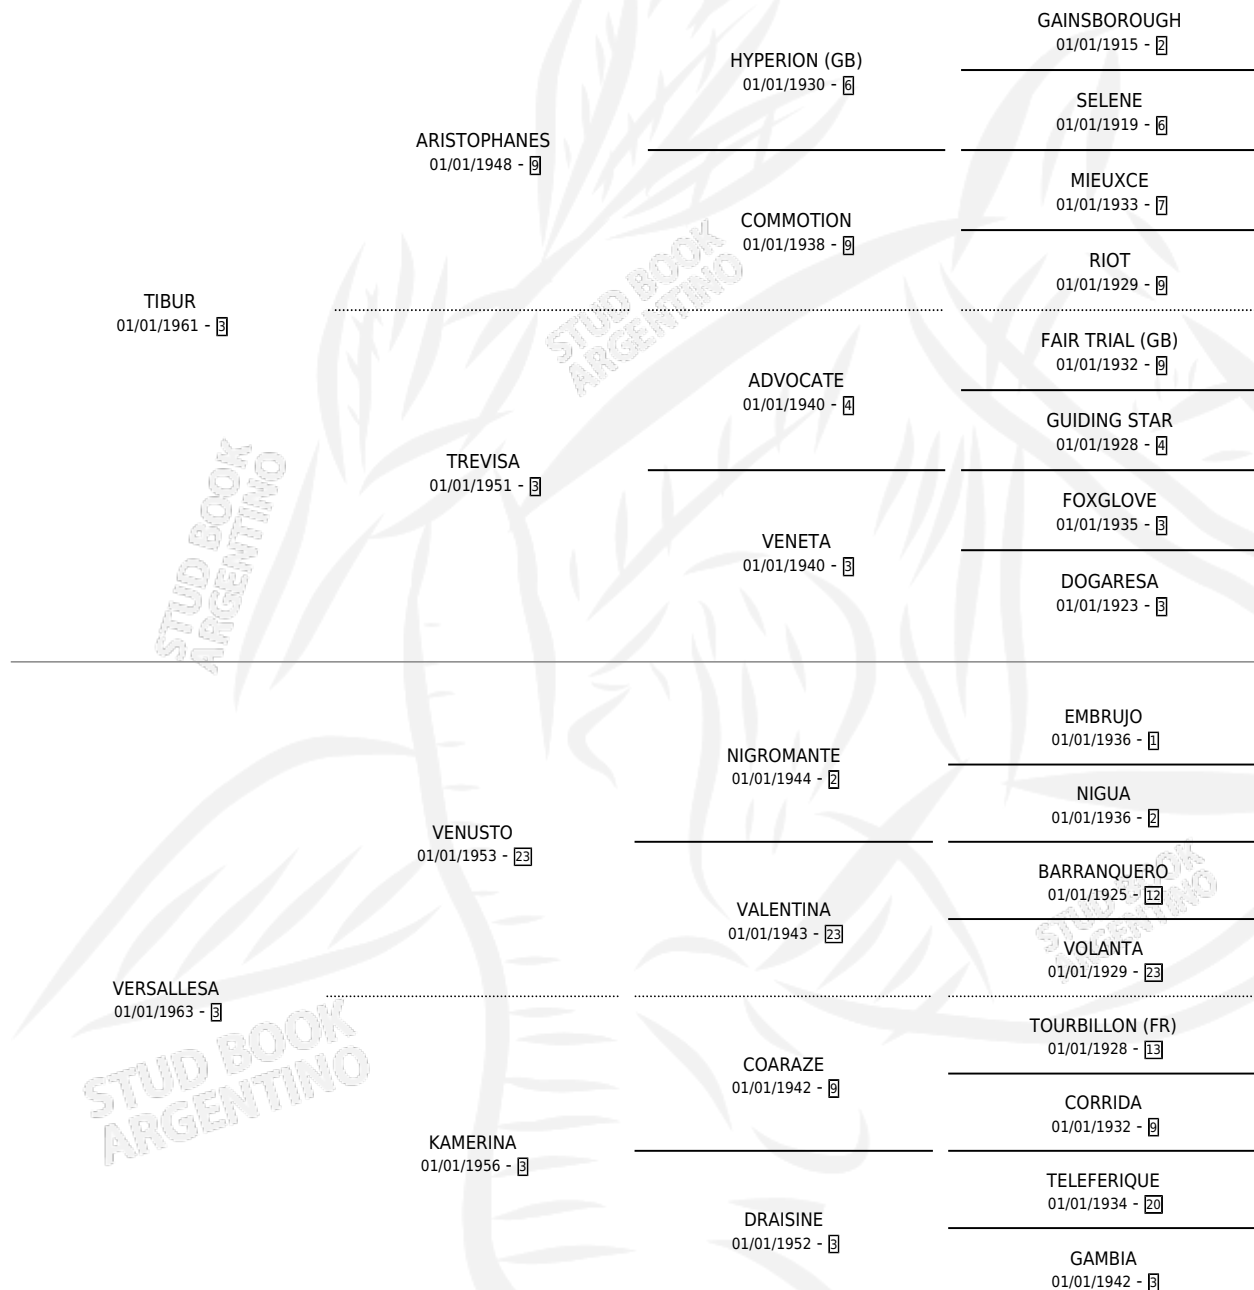 GAINSBOROUGH
01/01/1915 - 2
HYPERION (GB)
01/01/1930 - 6
SELENE
01/01/1919 - 6
ARISTOPHANES
01/01/1948 - 9
MIEUXCE
01/01/1933 - 7
COMMOTION
01/01/1938 - 9
RIOT
01/01/1929 - 9
TIBUR
01/01/1961 - 3
FAIR TRIAL (GB)
01/01/1932 - 9
ADVOCATE
01/01/1940 - 4
GUIDING STAR
01/01/1928 - 4
TREVISA
01/01/1951 - 3
FOXGLOVE
01/01/1935 - 3
VENETA
01/01/1940 - 3
DOGARESA
01/01/1923 - 3
EMBRUJO
01/01/1936 - 1
NIGROMANTE
01/01/1944 - 2
NIGUA
01/01/1936 - 2
VENUSTO
01/01/1953 - 23
BARRANQUERO
01/01/1925 - 12
VALENTINA
01/01/1943 - 23
VOLANTA
01/01/1929 - 23
VERSALLESA
01/01/1963 - 3
TOURBILLON (FR)
01/01/1928 - 13
COARAZE
01/01/1942 - 9
CORRIDA
01/01/1932 - 9
KAMERINA
01/01/1956 - 3
TELEFERIQUE
01/01/1934 - 20
DRAISINE
01/01/1952 - 3
GAMBIA
01/01/1942 - 3
STUD BOOK
ARGENTINO
STUD BOOK
ARGENTINO
STUD BOOK
ARGENTINO
STUD BOOK
ARGENTINO